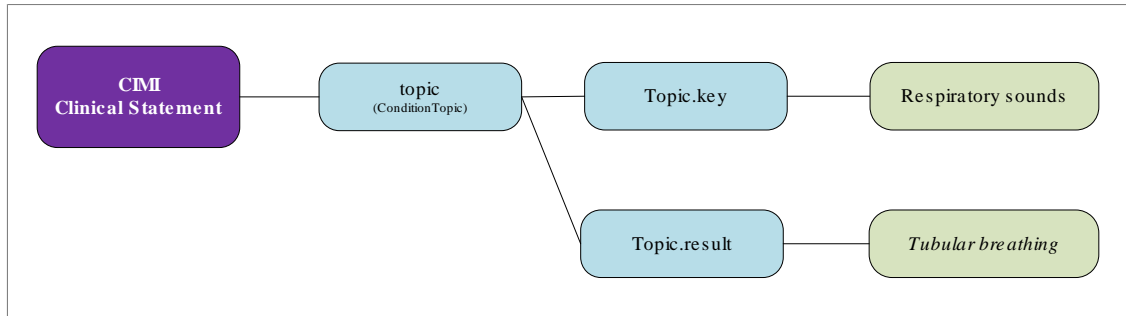 CIMI
Clinical Statement
topic
(ConditionTopic)
Topic.key
Respiratory sounds
Topic.result
Tubular breathing